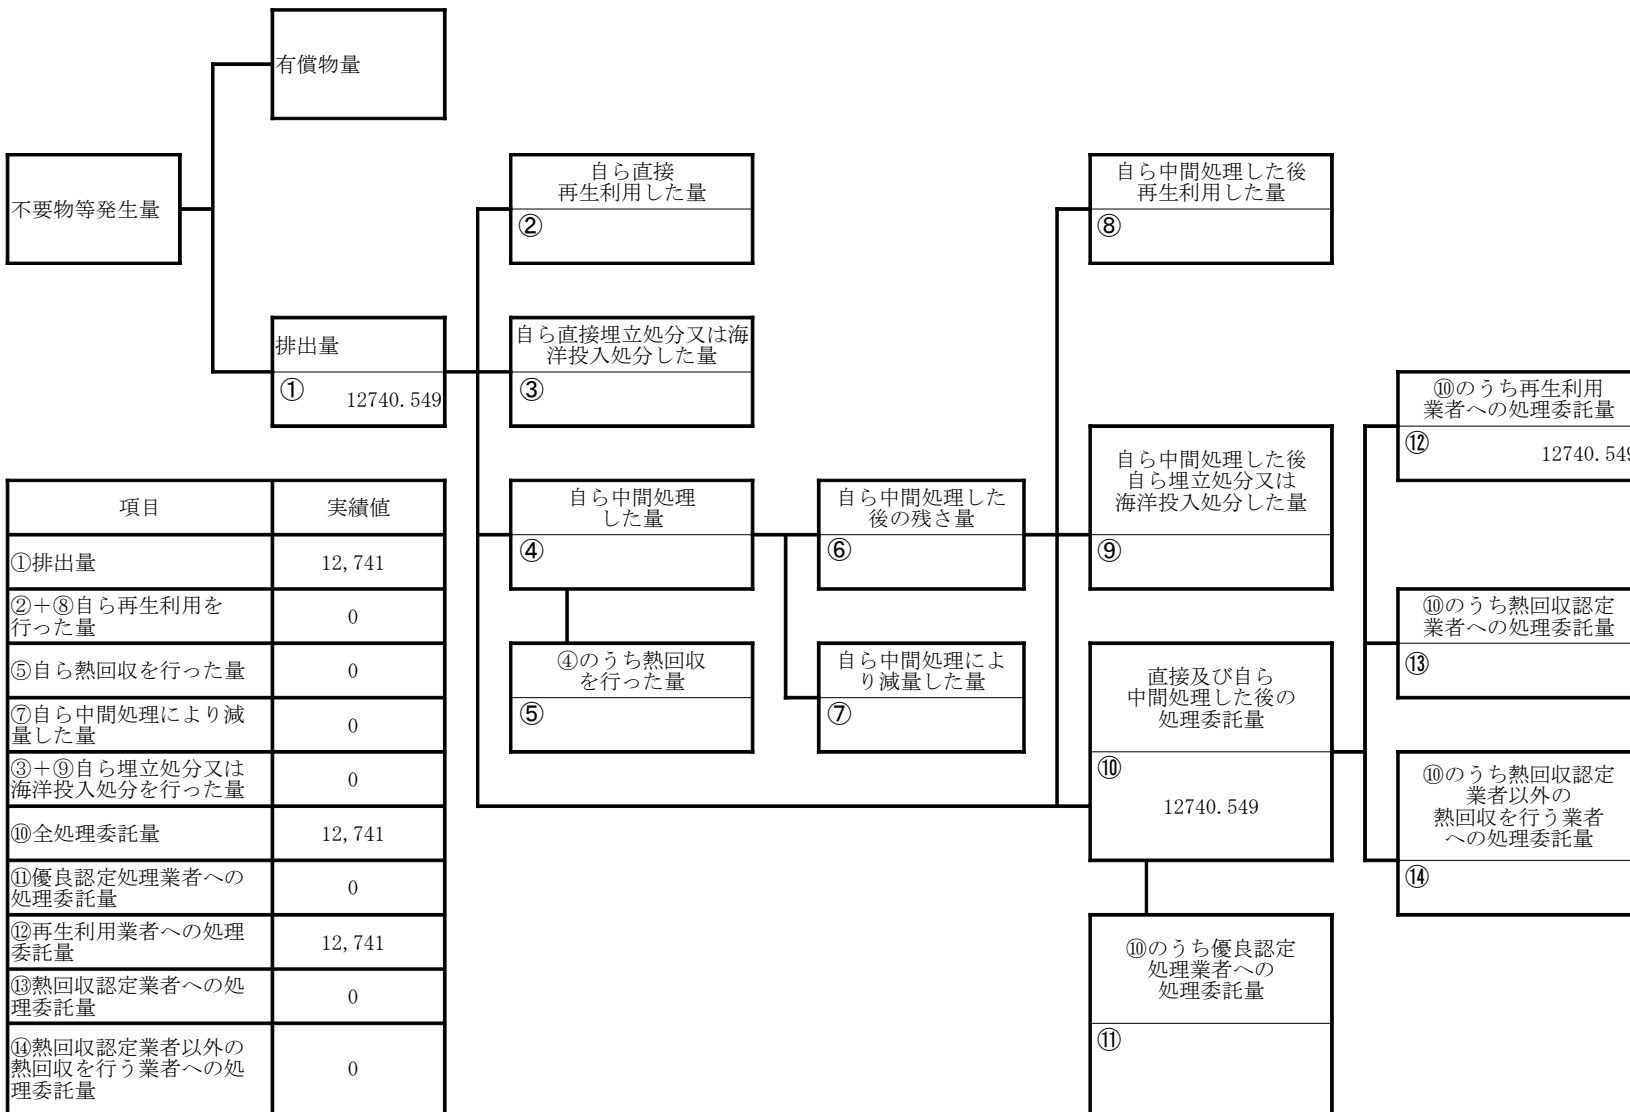 有償物量
不要物等発生量
自ら直接
再生利用した量
②
自ら中間処理した後
再生利用した量
⑧
排出量
① 12740.549
自ら直接埋立処分又は海
洋投入処分した量
③
⑩のうち再生利用
業者への処理委託量
⑫ 12740.549
自ら中間処理した後
自ら埋立処分又は
海洋投入処分した量
⑨
自ら中間処理
した量
④
自ら中間処理した
後の残さ量
⑥
④のうち熱回収
を行った量
⑤
自ら中間処理によ
り減量した量
⑦
直接及び自ら
中間処理した後の
処理委託量
⑩
12740.549
⑩のうち熱回収認定
業者への処理委託量
⑬
⑩のうち熱回収認定
業者以外の
熱回収を行う業者
への処理委託量
⑭
⑩のうち優良認定
処理業者への
処理委託量
⑪
項目 実績値
①排出量 12,741
②+⑧自ら再生利用を
行った量 0
⑤自ら熱回収を行った量 0
⑦自ら中間処理により減
量した量 0
③+⑨自ら埋立処分又は
海洋投入処分を行った量 0
⑩全処理委託量 12,741
⑪優良認定処理業者への
処理委託量 0
⑫再生利用業者への処理
委託量 12,741
⑬熱回収認定業者への処
理委託量 0
⑭熱回収認定業者以外の
熱回収を行う業者への処
理委託量 0